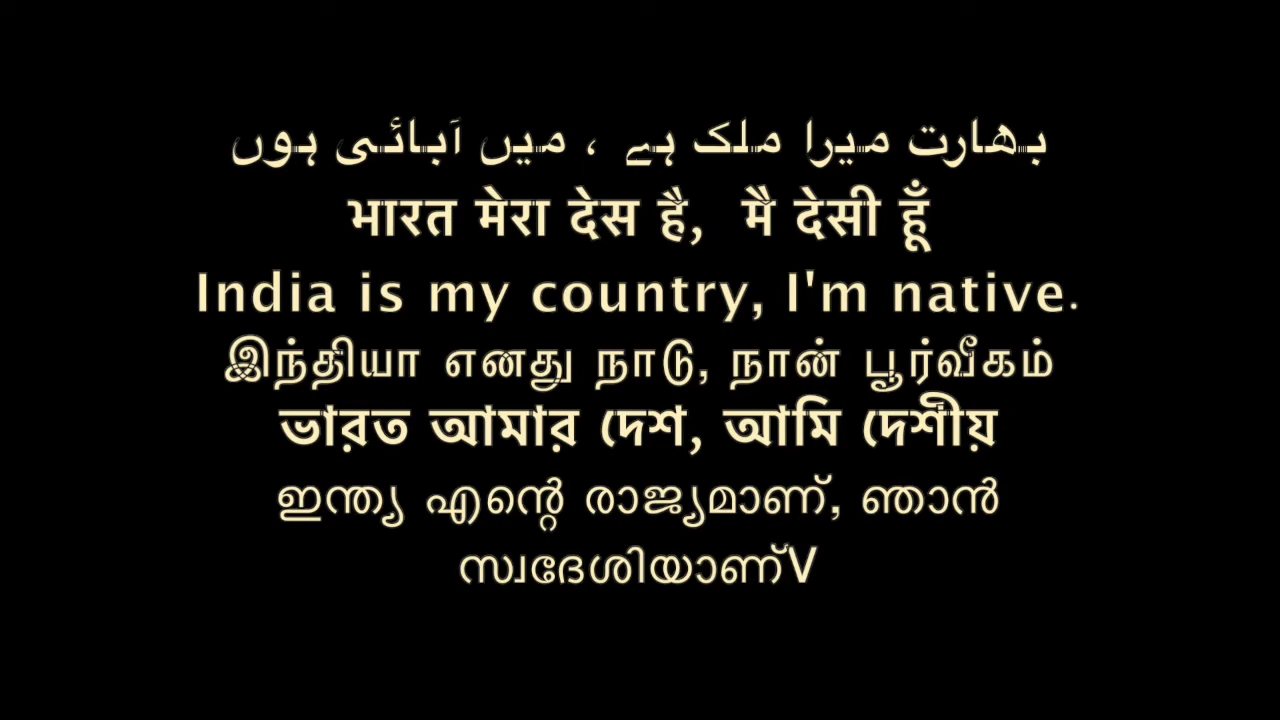 بھارت میرا ملک ہے ، میں آبائی ہوں
भारत मेरा देस है, मै देसी हूँ
India is my country, I'm native.
இந்தியா எனது நாடு, நான் பூர்வீகம்
ভারত আমার দেশ, আমি দেশীয়
ഇന്ത്യ എന്റെ രാജ്യമാണ്, ഞാൻ
സ്വദേശിയാണ്V